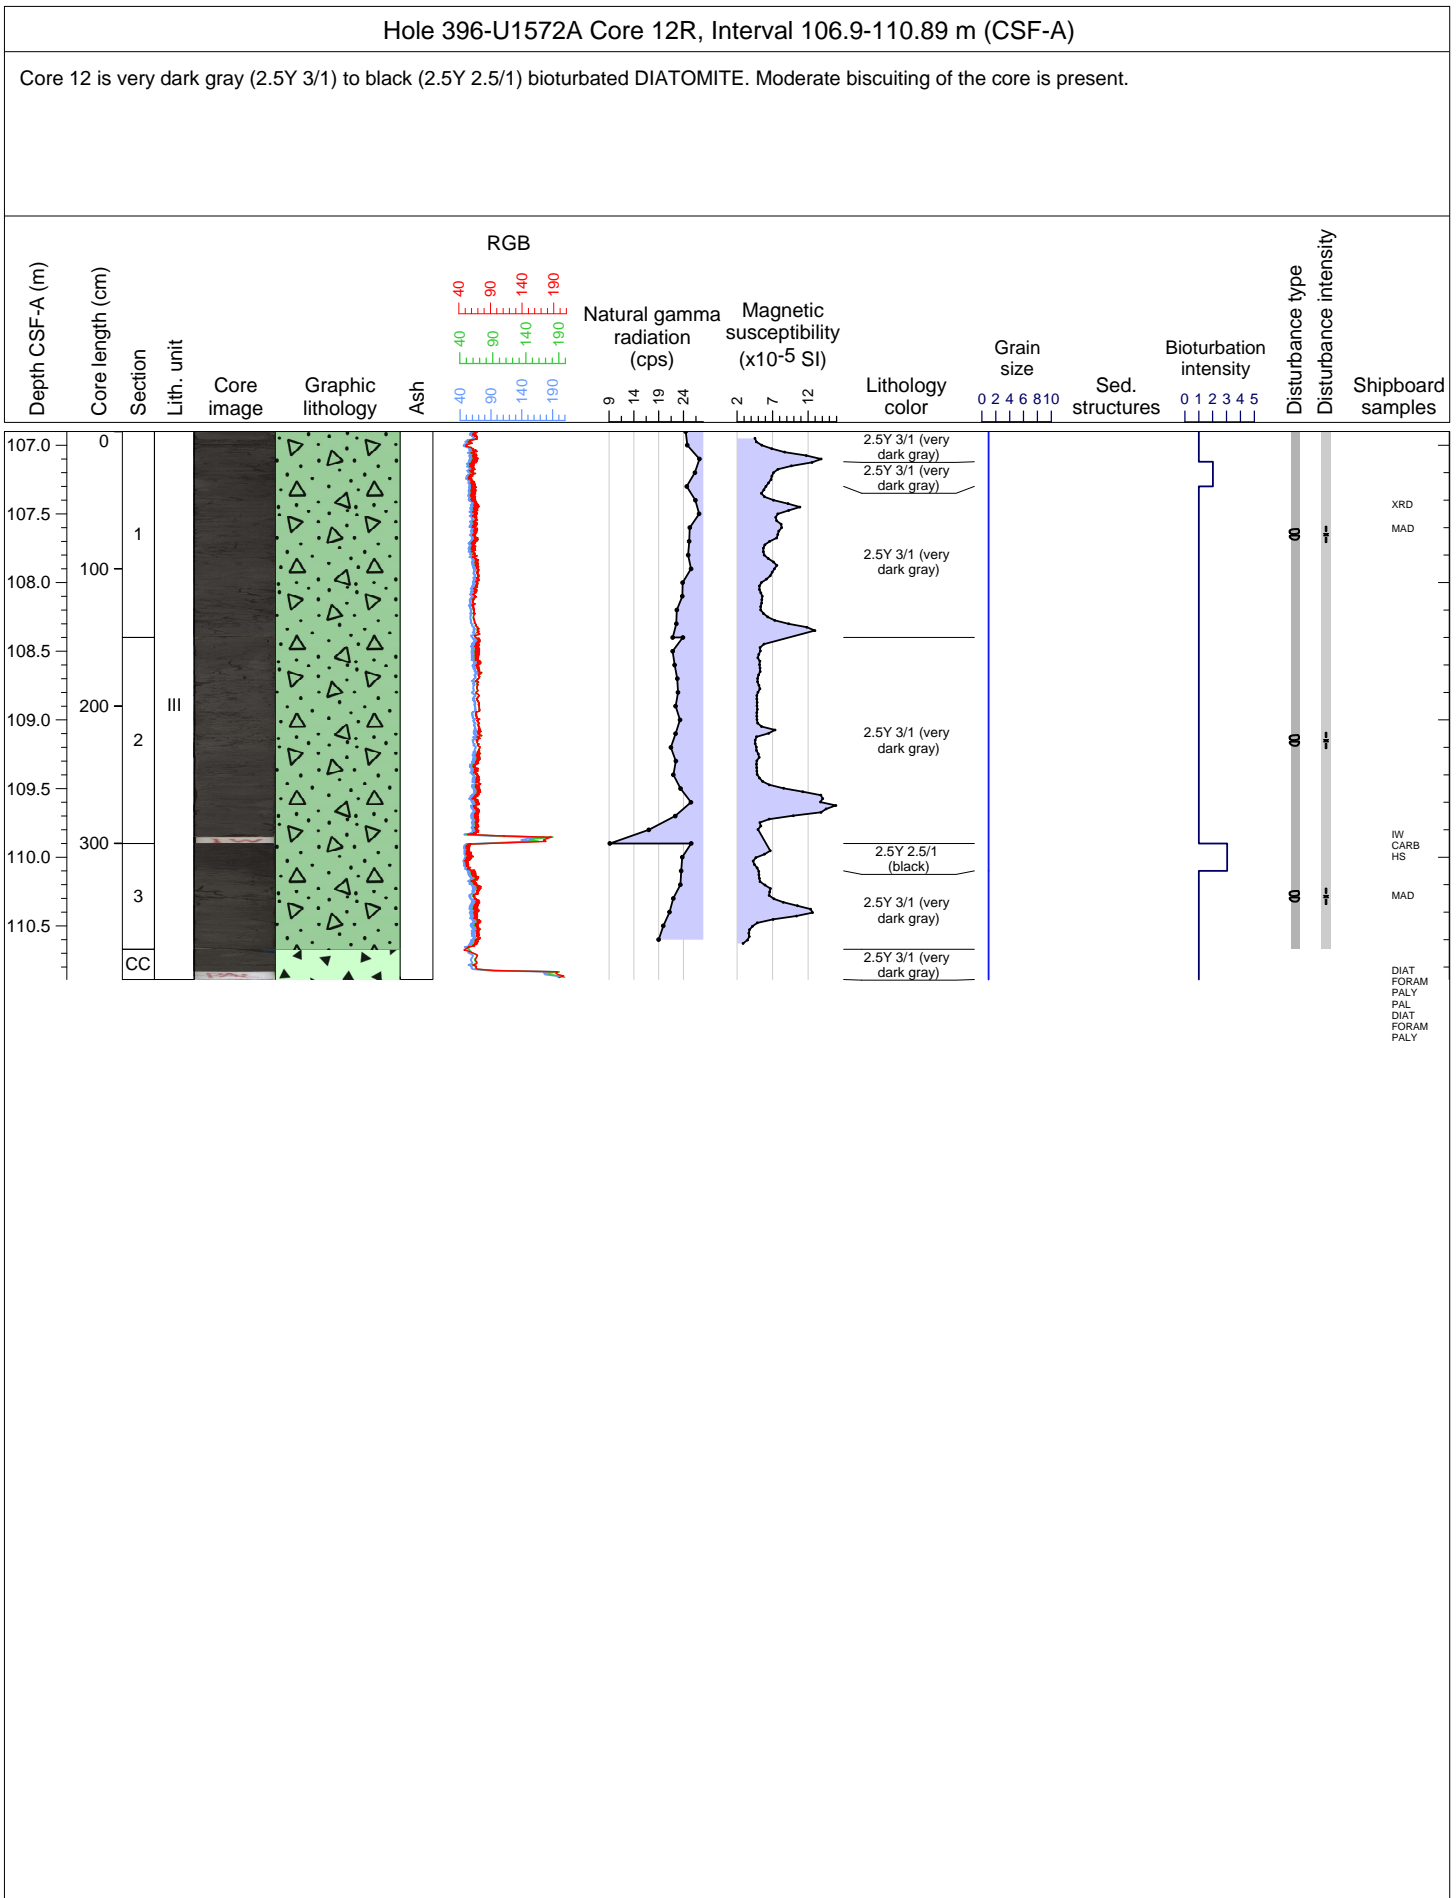 Hole 396-U1572A Core 12R, Interval 106.9-110.89 m (CSF-A)
Core 12 is very dark gray (2.5Y 3/1) to black (2.5Y 2.5/1) bioturbated DIATOMITE. Moderate biscuiting of the core is present.
Depth CSF-A (m)
Core length (cm)
Section
Lith. unit
Core
image
Graphic
lithology
Ash
RGB
40 90 140 190
40 90 140 190
40 90 140 190
Natural gamma
radiation
(cps)
9 14 19 24
Magnetic
susceptibility
(x10-5 SI)
2 7 12
Lithology
color
Grain
size
0 2 4 6 8 10
Sed.
structures
Bioturbation
intensity
0 1 2 3 4 5
Disturbance type
Disturbance intensity
Shipboard
samples
107.0
107.5
108.0
108.5
109.0
109.5
110.0
110.5
0
100
200
300
1
2
3
CC
III
IW
PAL
2.5Y 3/1 (very
dark gray)
2.5Y 3/1 (very
dark gray)
2.5Y 3/1 (very
dark gray)
2.5Y 3/1 (very
dark gray)
2.5Y 2.5/1
(black)
2.5Y 3/1 (very
dark gray)
2.5Y 3/1 (very
dark gray)
XRD
MAD
IW
CARB
HS
MAD
DIAT
FORAM
PALY
PAL
DIAT
FORAM
PALY